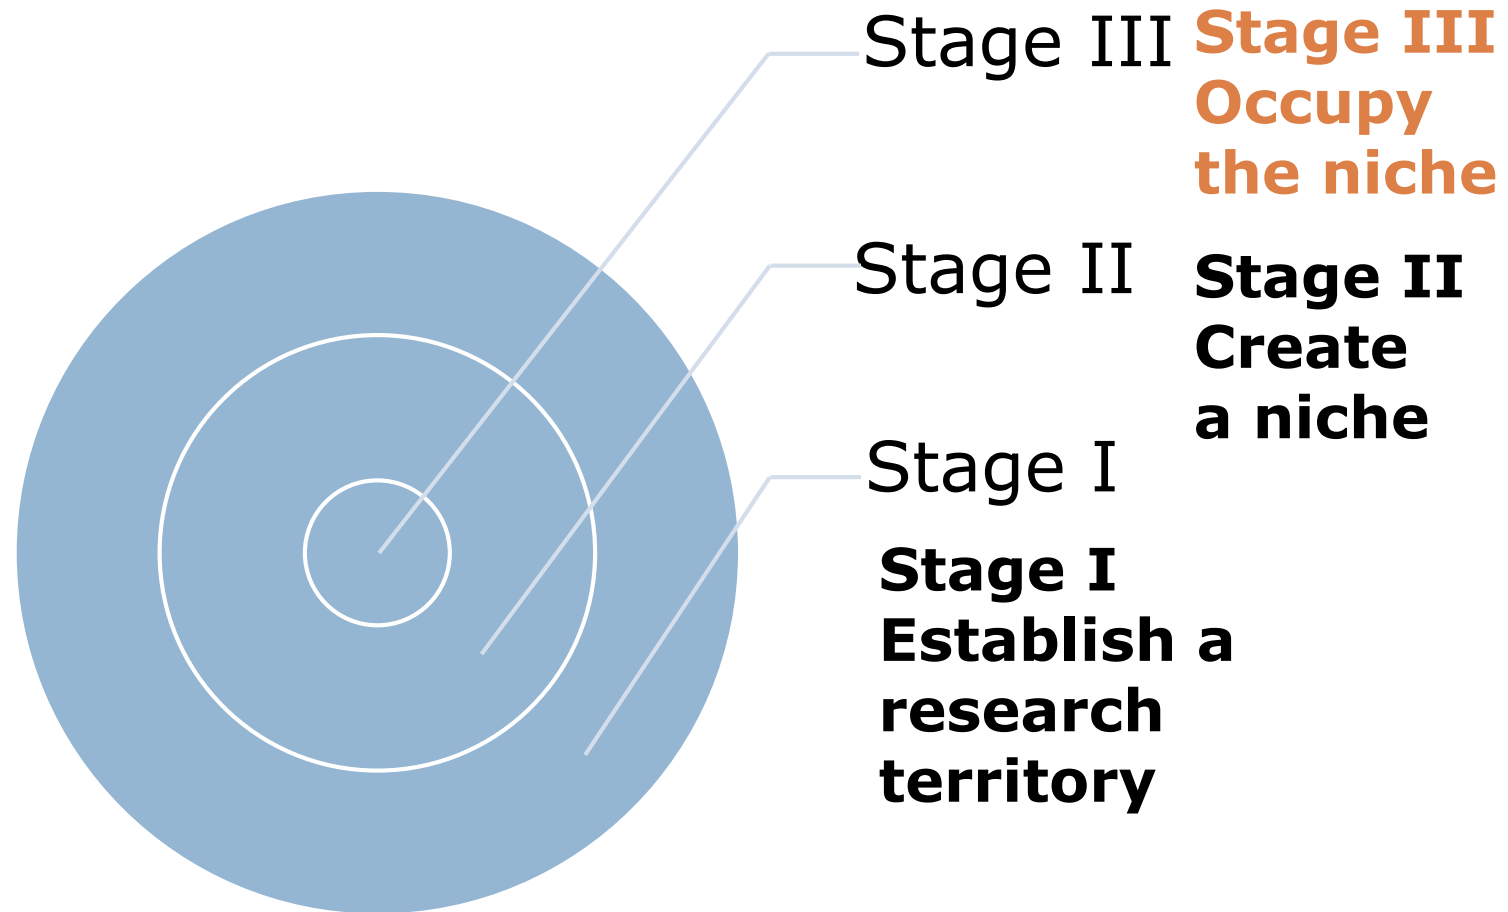 Stage III
Stage III
Occupy
the niche
Stage II
Stage II
Create
a niche
Stage I
Stage I
Establish a
research
territory